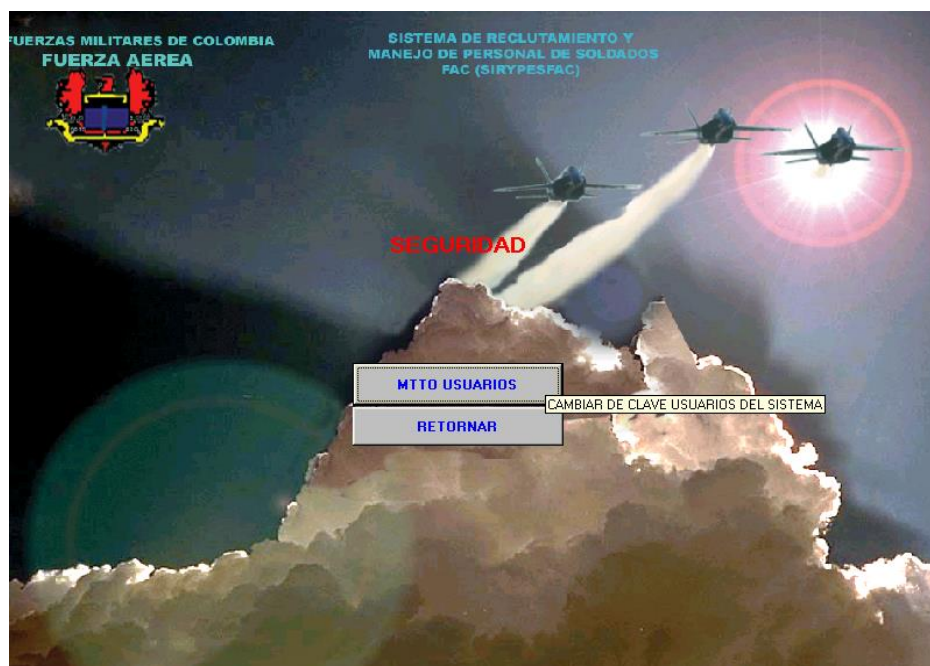 FUERZAS MILITARES DE COLOMBIA
FUERZA AEREA
SISTEMA DE RECLUTAMIENTO Y
MANEJO DE PERSONAL DE SOLDADOS
FAC (SIRYPESFAC)
SEGURIDAD
MTTO USUARIOS
CAMBIAR DE CLAVE USUARIOS DEL SISTEMA
RETORNAR